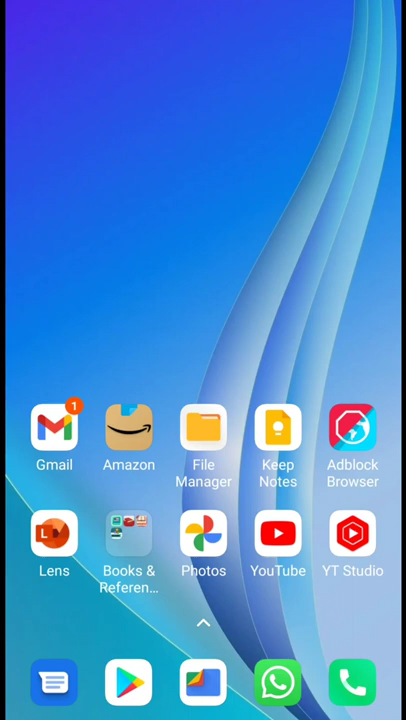 1
Gmail
Amazon
File
Manager
Keep
Notes
Adblock
Browser
Lens
Books &
Referen...
Photos
YouTube
YT Studio